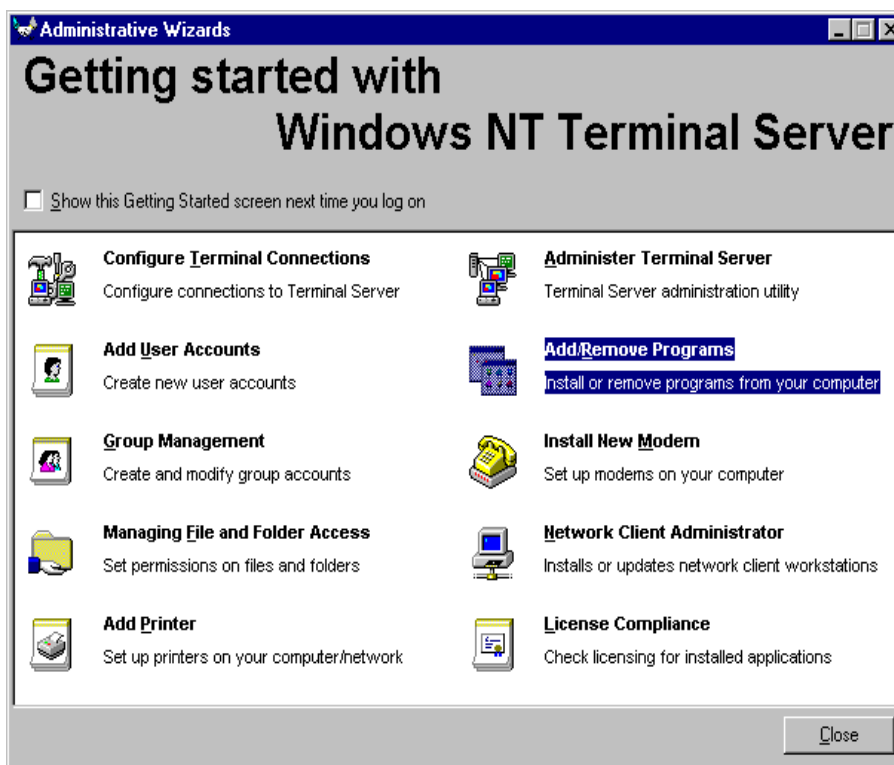 Administrative Wizards
Getting started with
Windows NT Terminal Server
Show this Getting Started screen next time you log on
Configure Terminal Connections
Configure connections to Terminal Server
Administer Terminal Server
Terminal Server administration utility
Add User Accounts
Create new user accounts
Add/Remove Programs
Install or remove programs from your computer
Group Management
Create and modify group accounts
Install New Modem
Set up modems on your computer
Managing File and Folder Access
Set permissions on files and folders
Network Client Administrator
Installs or updates network client workstations
Add Printer
Set up printers on your computer/network
License Compliance
Check licensing for installed applications
Close